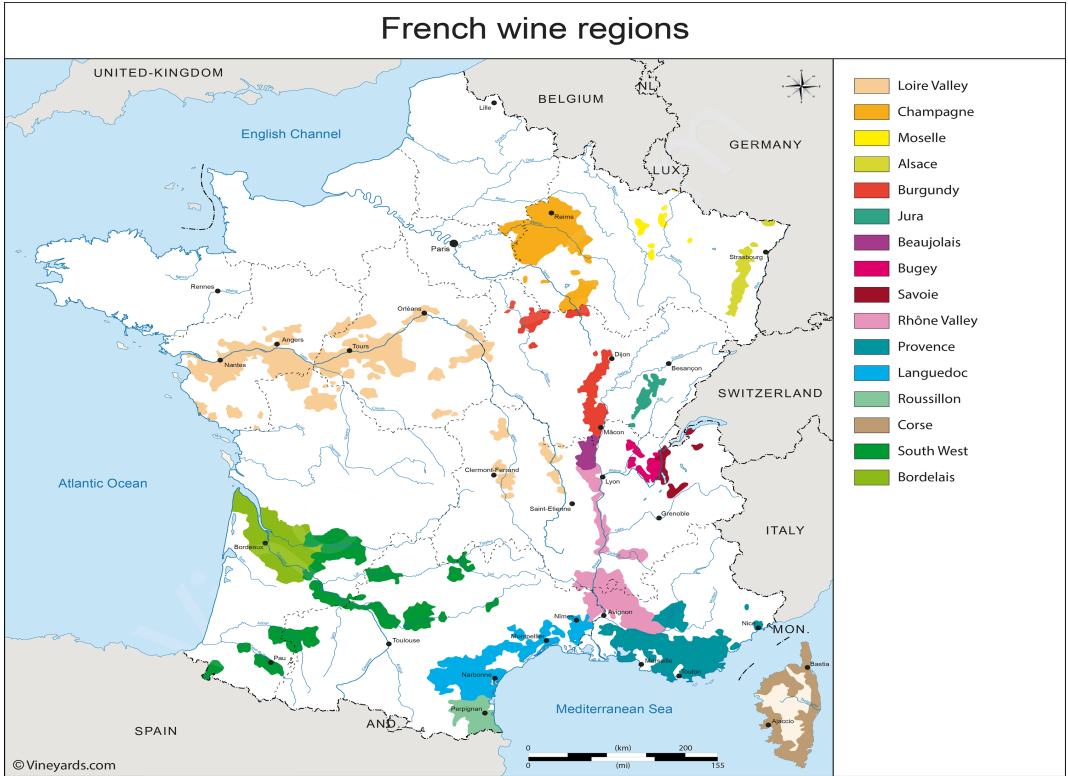 French wine regions
UNITED-KINGDOM
BELGIUM
NL.
GERMANY
LUX.
English Channel
Lille
Reims
Paris
Strasbourg
Rennes
Orléans
Angers
Tours
Nantes
Dijon
Besançon
SWITZERLAND
Mâcon
Clermont-Ferrand
Lyon
Saint-Etienne
Grenoble
Atlantic Ocean
ITALY
Bordeaux
Avignon
Nîmes
Nice
MON.
Toulouse
Montpellier
Pau
Marseille
Toulon
Narbonne
Bastia
Perpignan
Mediterranean Sea
Ajaccio
AND.
SPAIN
0 (km) 200
0 (mi) 155
© Vineyards.com
Loire Valley
Champagne
Moselle
Alsace
Burgundy
Jura
Beaujolais
Bugey
Savoie
Rhône Valley
Provence
Languedoc
Roussillon
Corse
South West
Bordelais